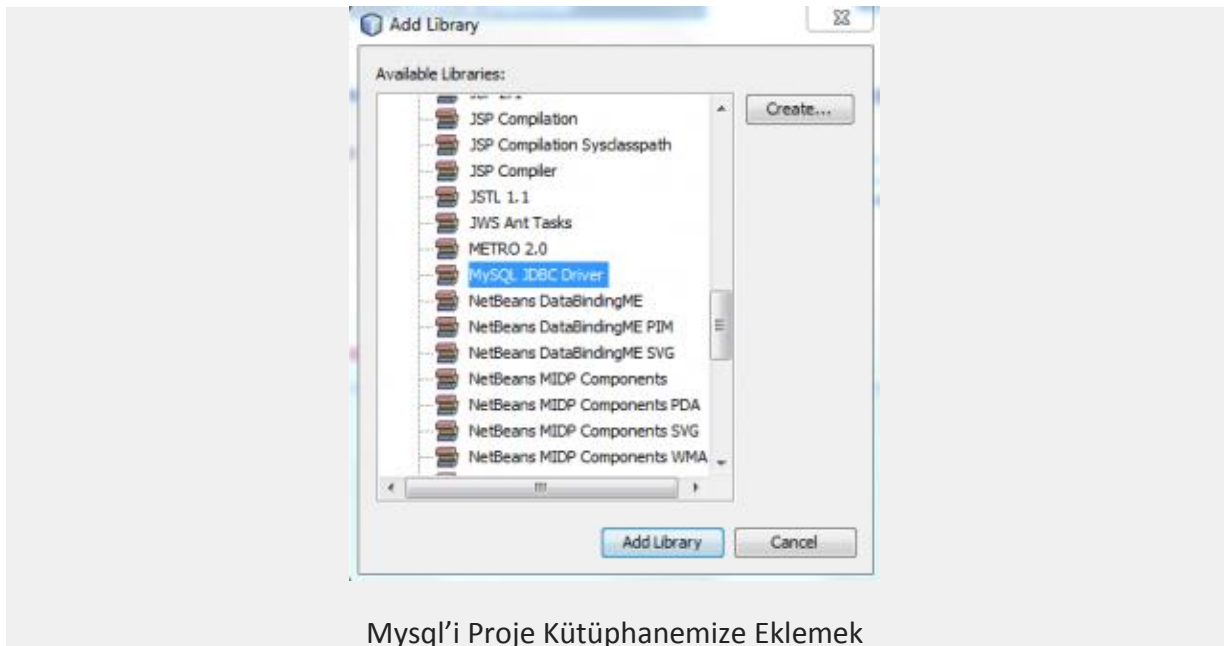 Add Library
Available Libraries:
Create...
JSP Compilation
JSP Compilation Sysclasspath
JSP Compiler
JSTL 1.1
JWS Ant Tasks
METRO 2.0
MySQL JDBC Driver
NetBeans DataBindingME
NetBeans DataBindingME PIM
NetBeans DataBindingME SVG
NetBeans MIDP Components
NetBeans MIDP Components PDA
NetBeans MIDP Components SVG
NetBeans MIDP Components WMA
Add Library
Cancel
Mysql’i Proje Kütüphanemize Eklemek